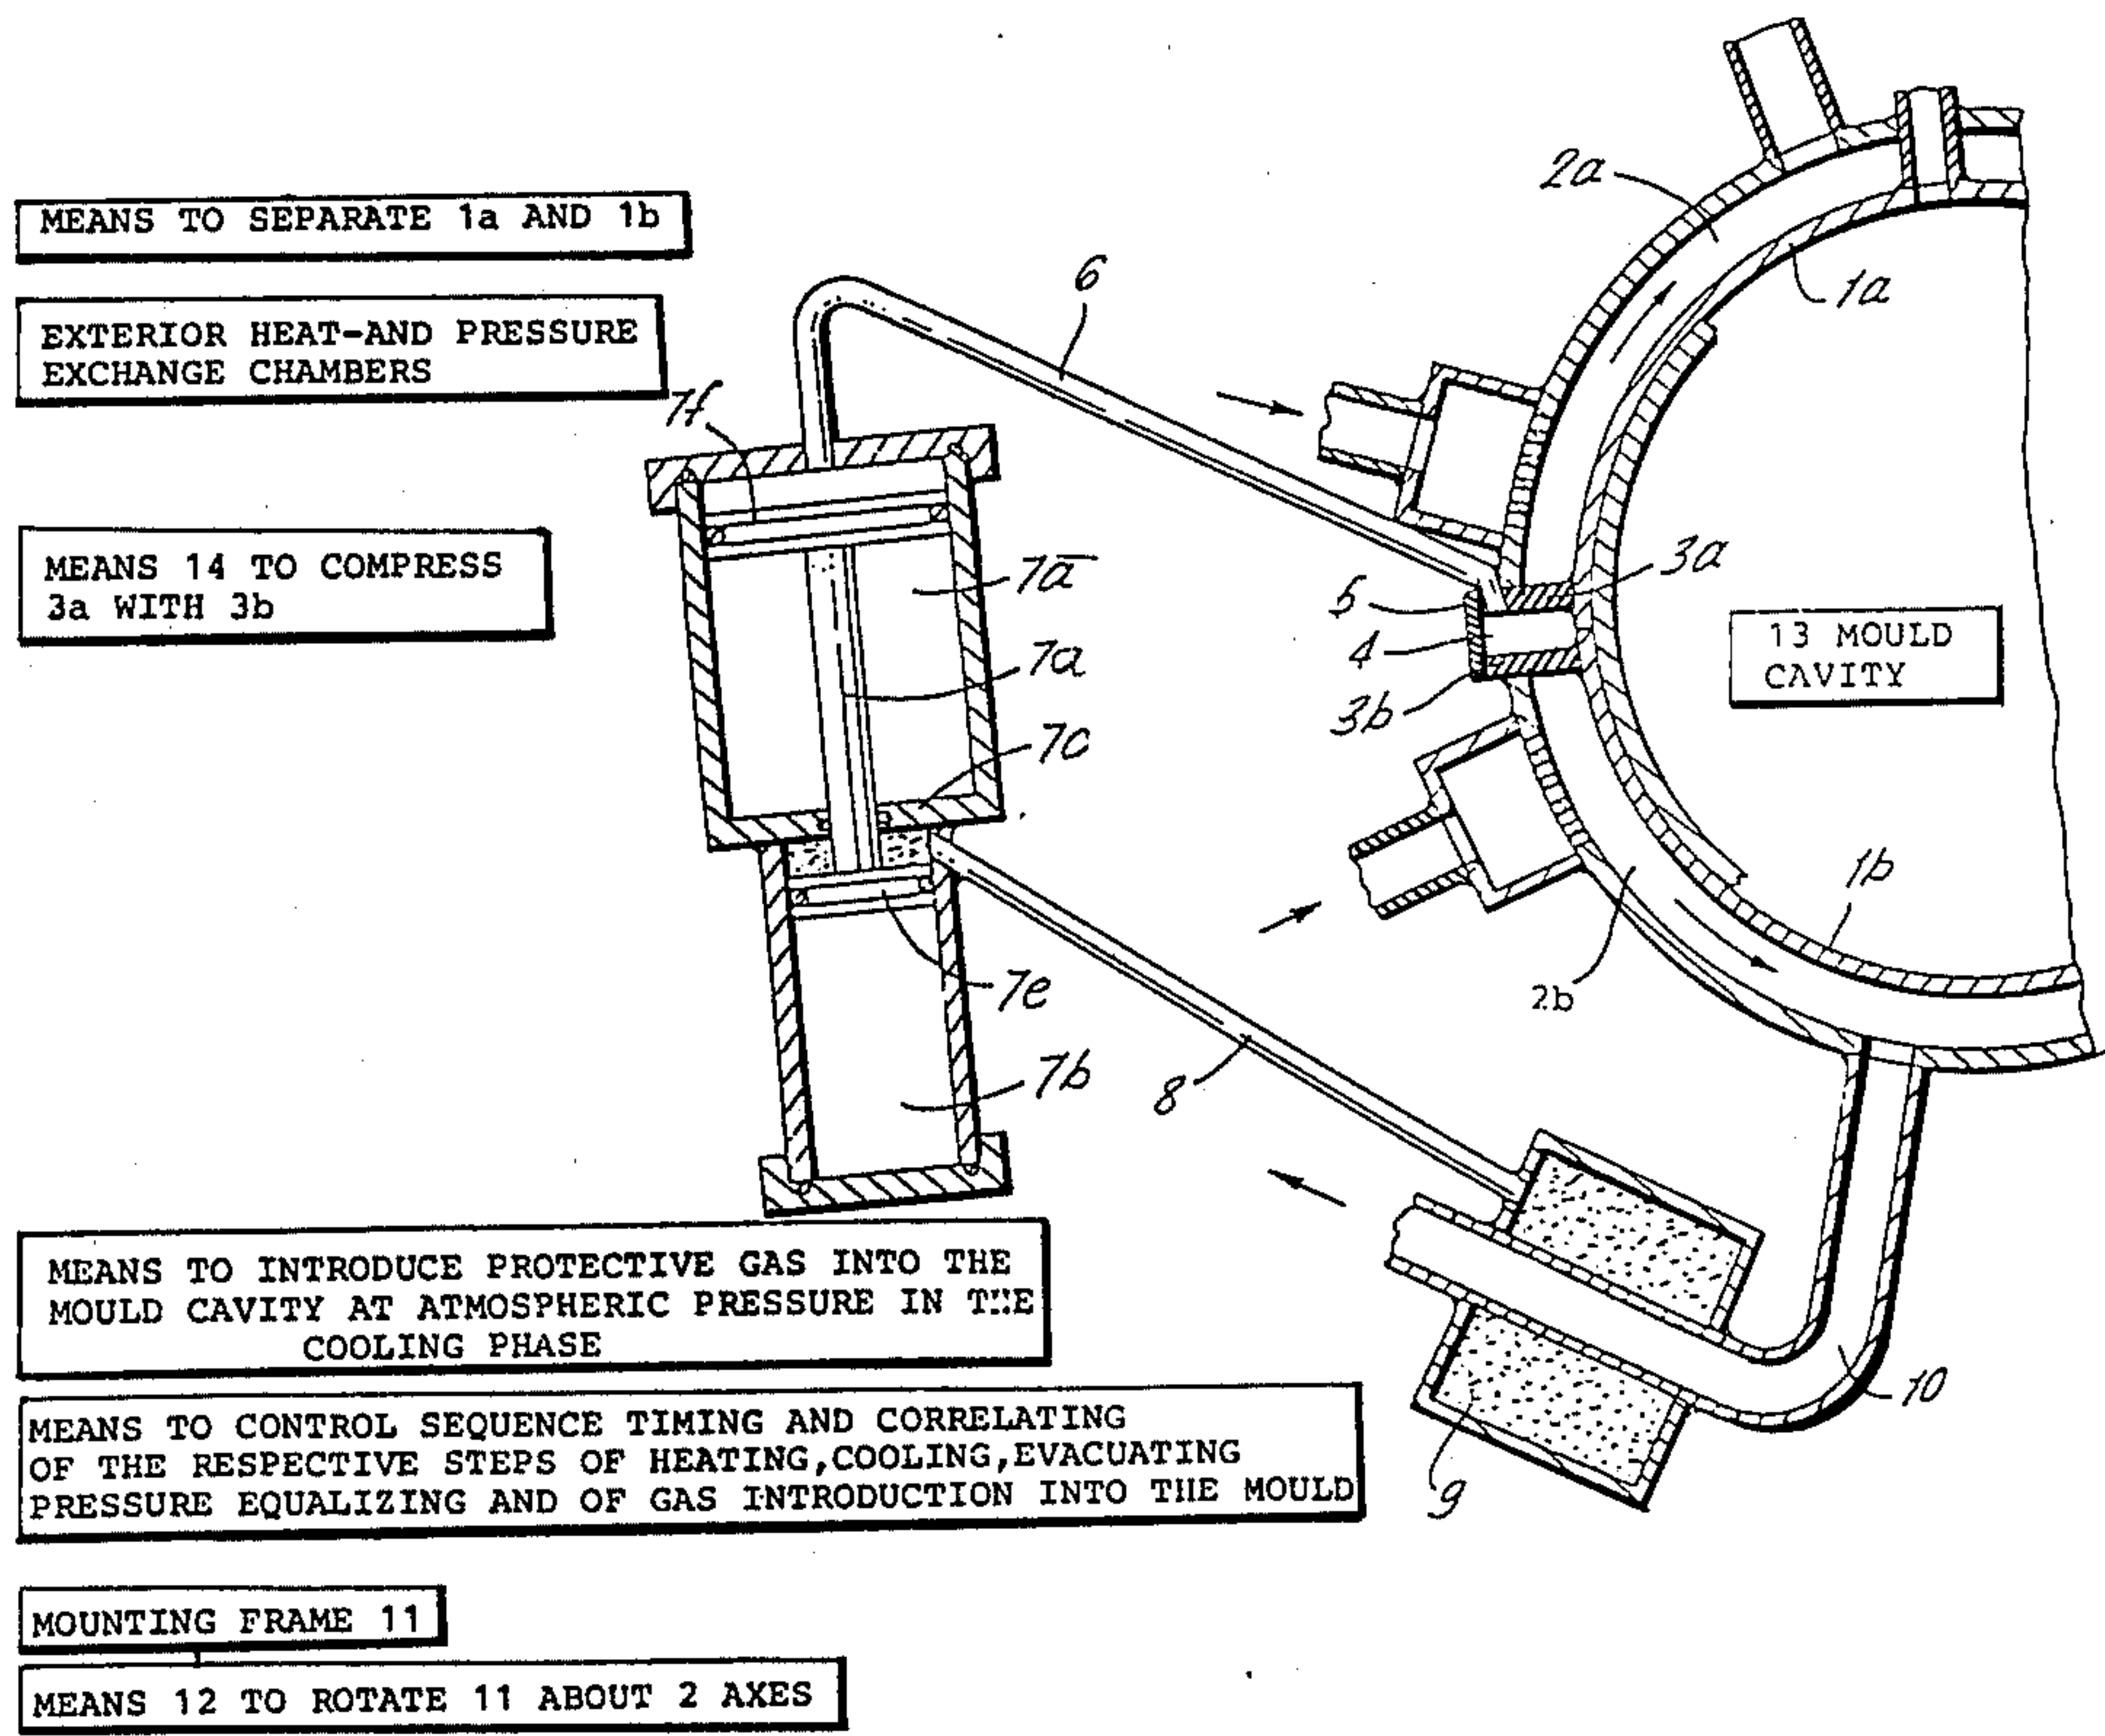 MEANS TO SEPARATE 1a AND 1b
EXTERIOR HEAT-AND PRESSURE
EXCHANGE CHAMBERS
MEANS 14 TO COMPRESS
3a WITH 3b
2a
1a
6
7f
7a
3a
5
4
3b
13 MOULD
CAVITY
7a
7c
1b
2b
7e
7b
8
10
9
MEANS TO INTRODUCE PROTECTIVE GAS INTO THE
MOULD CAVITY AT ATMOSPHERIC PRESSURE IN THE
COOLING PHASE
MEANS TO CONTROL SEQUENCE TIMING AND CORRELATING
OF THE RESPECTIVE STEPS OF HEATING,COOLING,EVACUATING
PRESSURE EQUALIZING AND OF GAS INTRODUCTION INTO THE MOULD
MOUNTING FRAME 11
MEANS 12 TO ROTATE 11 ABOUT 2 AXES